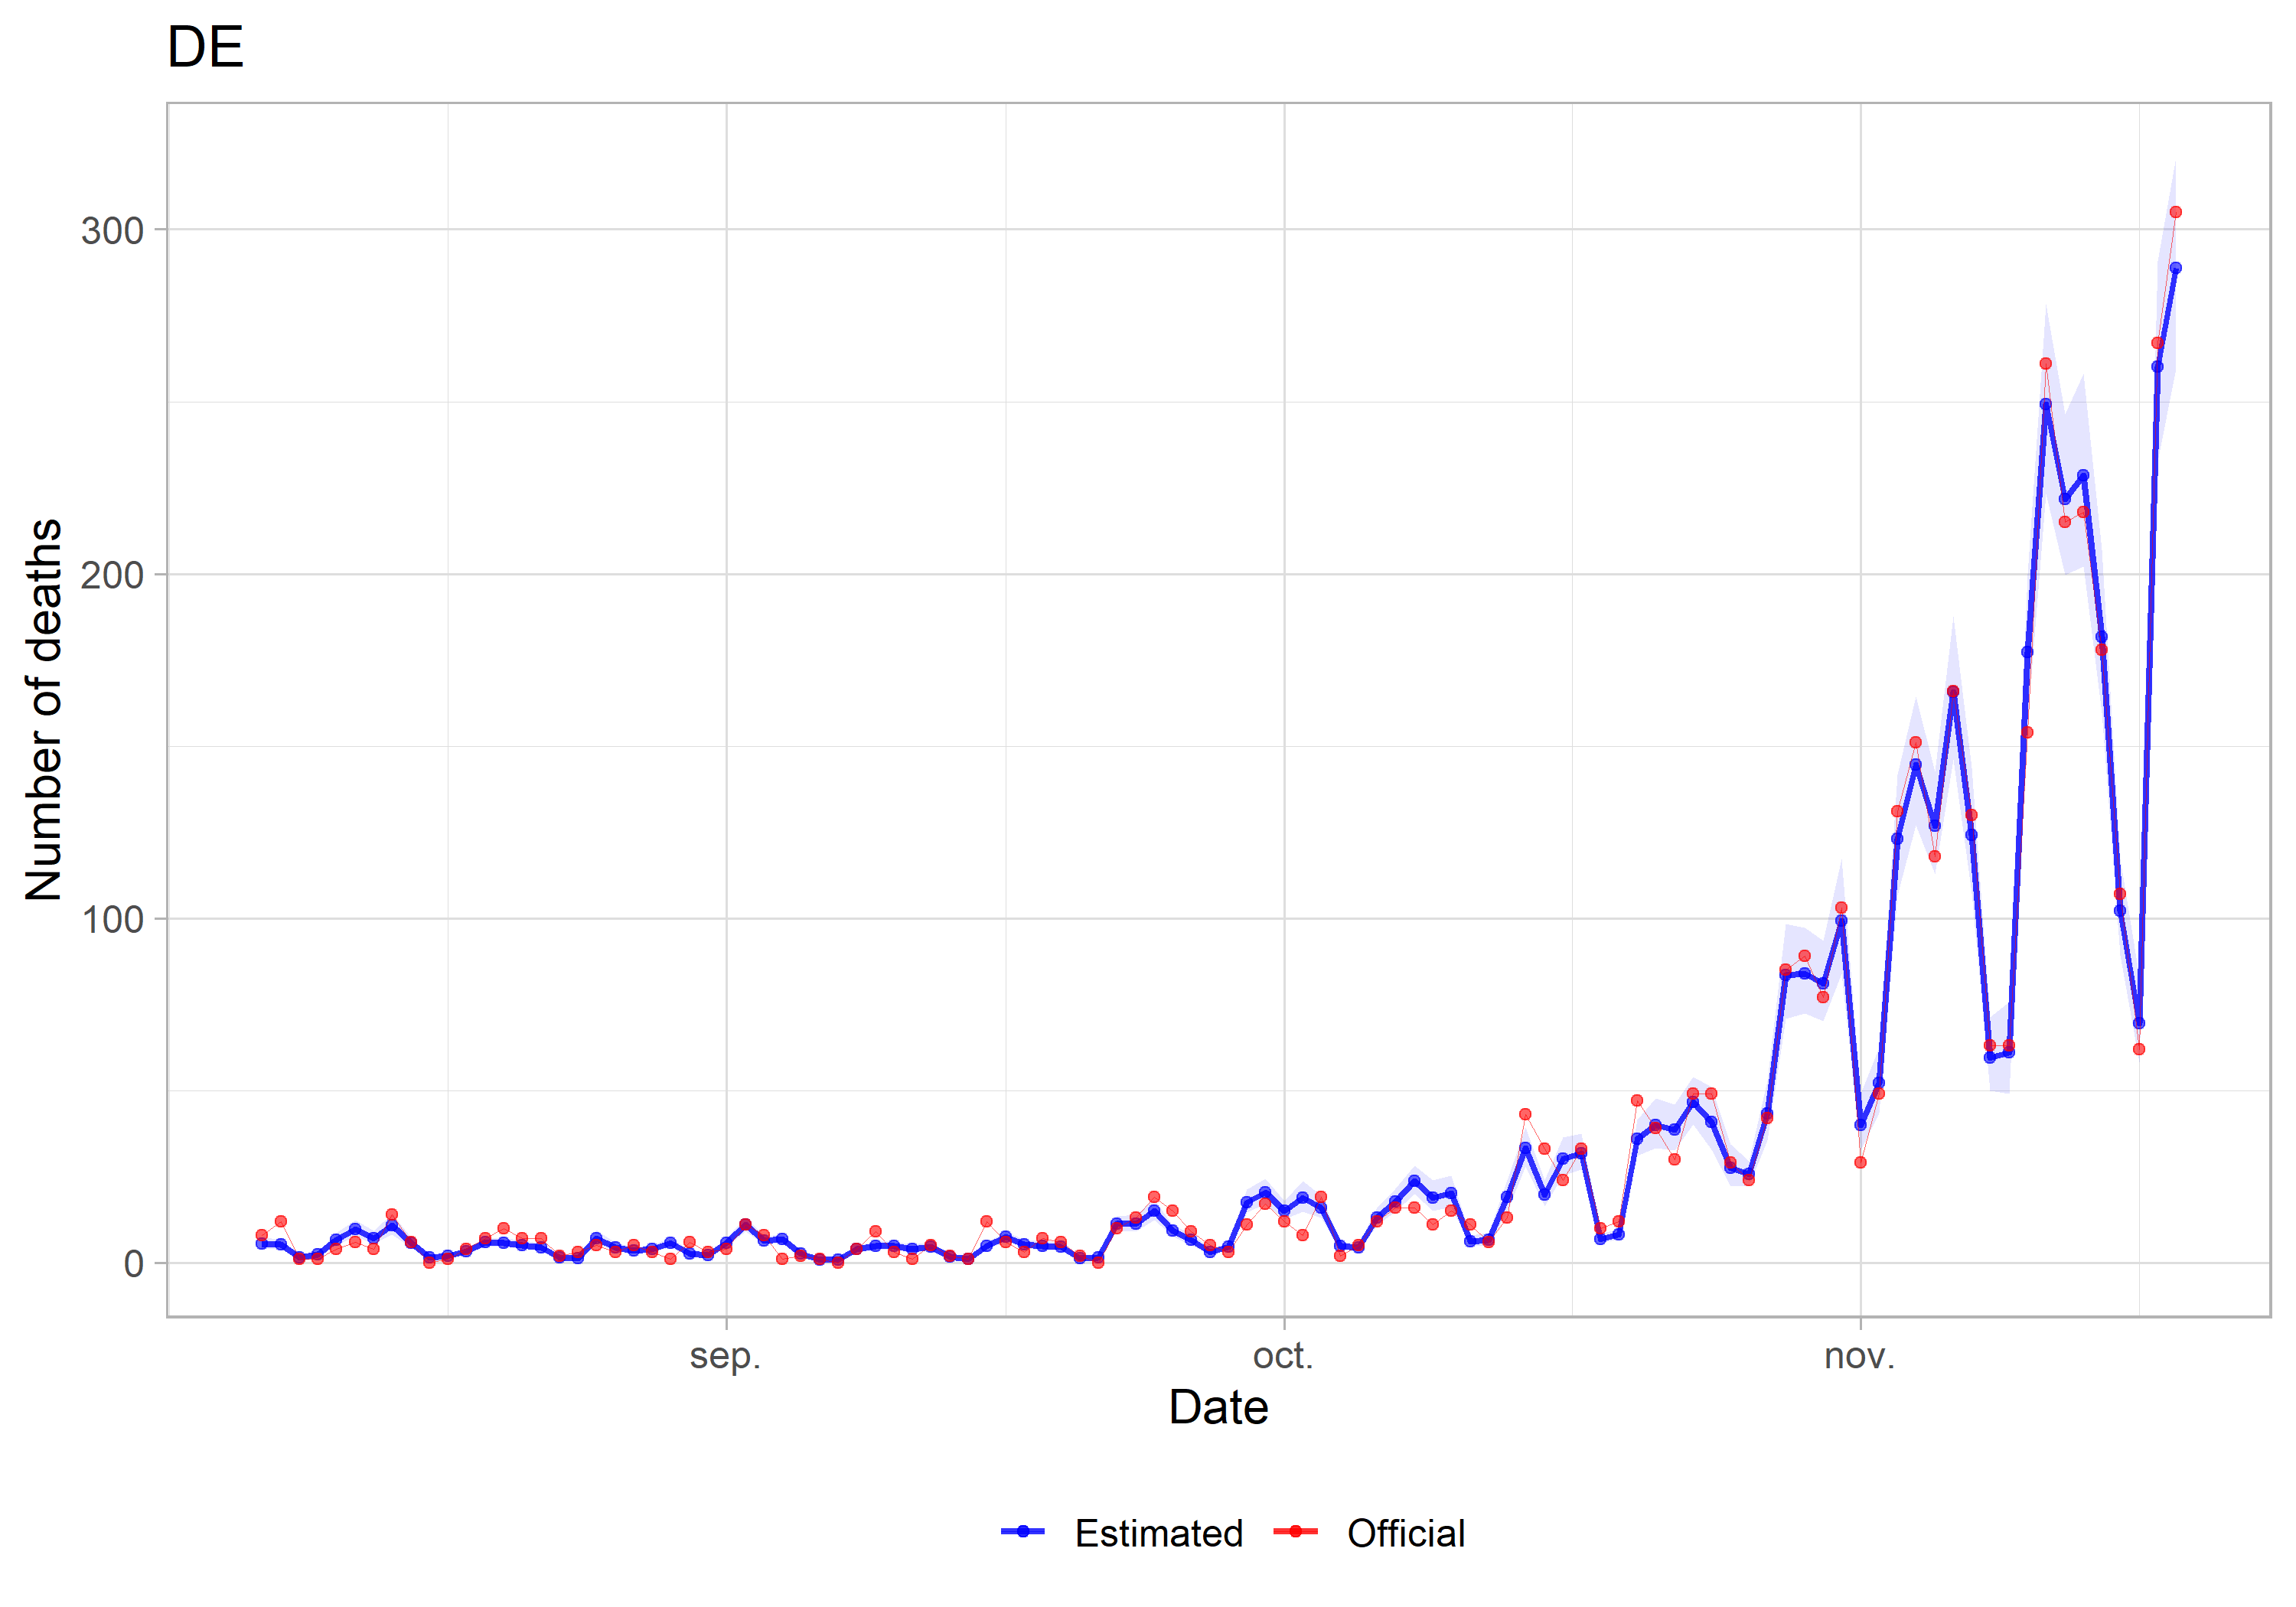 DE
300
200
100
0
Number of deaths
sep.
oct.
nov.
Date
Estimated
Official